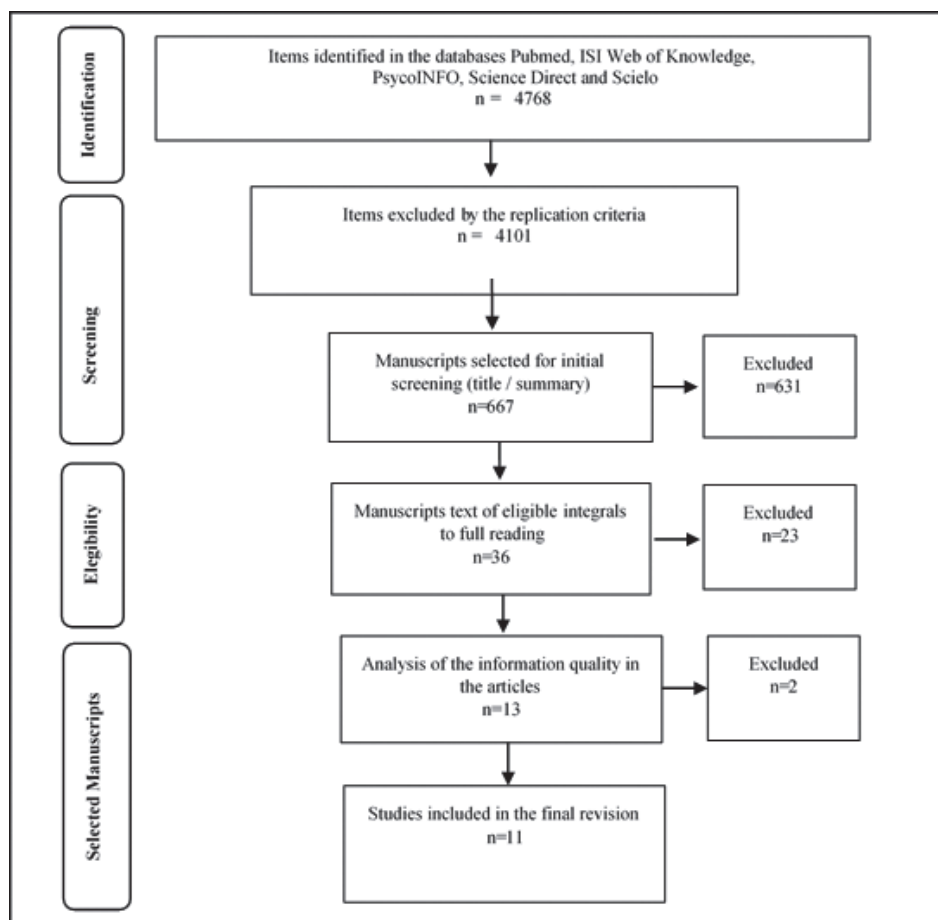 Identification
Items identified in the databases Pubmed, ISI Web of Knowledge,
PsycoINFO, Science Direct and Scielo
n = 4768
Screening
Items excluded by the replication criteria
n = 4101
Manuscripts selected for initial
screening (title / summary)
n=667
Excluded
n=631
Elegibility
Manuscripts text of eligible integrals
to full reading
n=36
Excluded
n=23
Selected Manuscripts
Analysis of the information quality in
the articles
n=13
Excluded
n=2
Studies included in the final revision
n=11